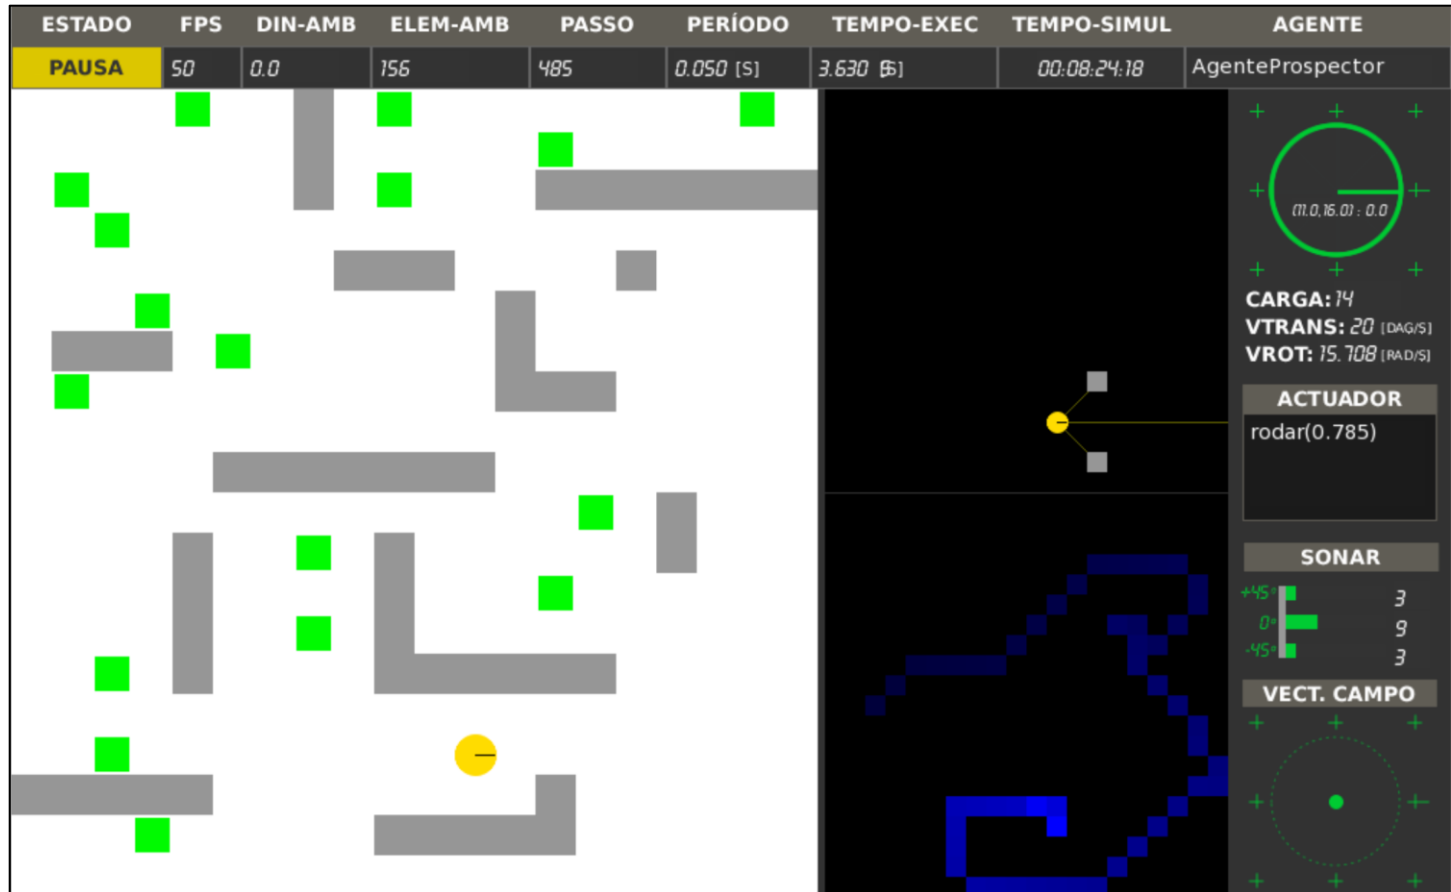 ESTADO FPS DIN-AMB ELEM-AMB PASSO PERÍODO TEMPO-EXEC TEMPO-SIMUL AGENTE
PAUSA 50 0.0 156 485 0.050 [S] 3.630 [S] 00:08:24:18 AgenteProspector
(11.0,16.0) : 0.0
CARGA: 14
VTRANS: 20 [DAG/S]
VROT: 15.708 [RAD/S]
ACTUADOR
rodar(0.785)
SONAR
+45° 3
0° 9
-45° 3
VECT. CAMPO